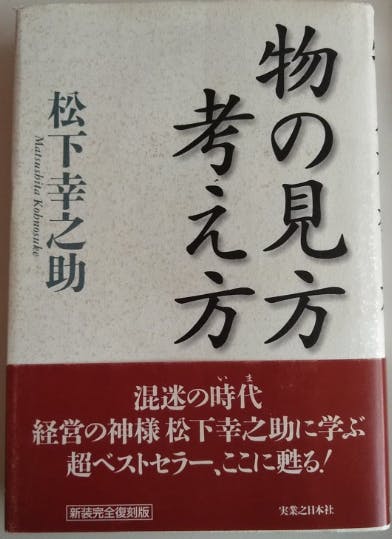 物の見方
考え方
松下幸之助
Matsushita Kohnosuke
混迷の時代
いま
経営の神様 松下幸之助に学ぶ
超ベストセラー、ここに甦る!
新装完全復刻版
実業之日本社